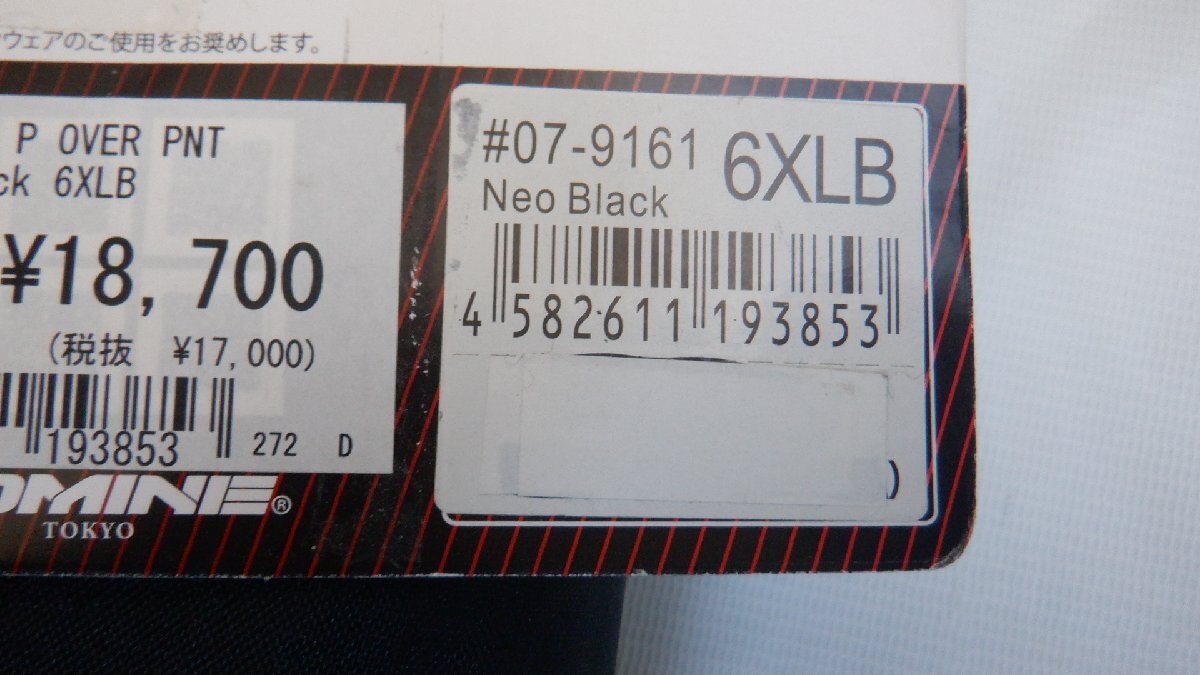 ウェアのご使用をお奨めします。
P OVER PNT
ck 6XLB
¥18,700
(税抜 ¥17,000)
193853 272 D
OMINE®
TOKYO
#07-9161 6XLB
Neo Black
4 582611 193853
)